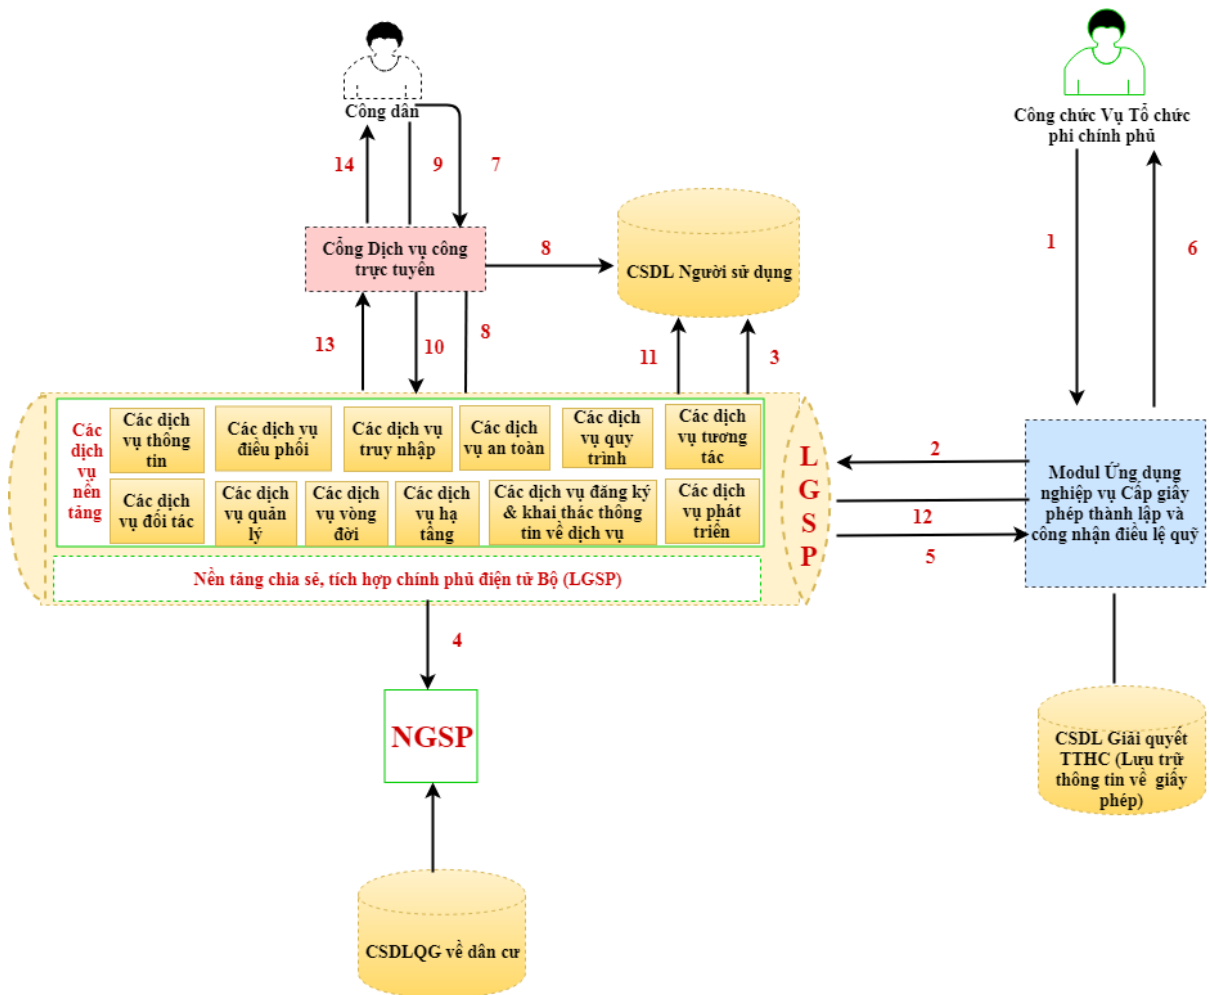 Công dân
Công chức Vụ Tổ chức
phi chính phủ
14
9
7
1
6
Cổng Dịch vụ công
trực tuyến
8
CSDL Người sử dụng
13
10
8
11
3
Các
dịch
vụ
nền
tảng
Các dịch
vụ thông
tin
Các dịch vụ
điều phối
Các dịch vụ
truy nhập
Các dịch
vụ an toàn
Các dịch
vụ quy
trình
Các dịch
vụ tương
tác
Các dịch
vụ đối tác
Các dịch
vụ quản
lý
Các dịch
vụ vòng
đời
Các dịch
vụ hạ
tầng
Các dịch vụ đăng ký
& khai thác thông
tin về dịch vụ
Các dịch
vụ phát
triển
L
G
S
P
2
12
5
Modul Ứng dụng
nghiệp vụ Cấp giấy
phép thành lập và
công nhận điều lệ quỹ
Nền tảng chia sẻ, tích hợp chính phủ điện tử Bộ (LGSP)
4
NGSP
CSDL Giải quyết
TTHC (Lưu trữ
thông tin về giấy
phép)
CSDLQG về dân cư